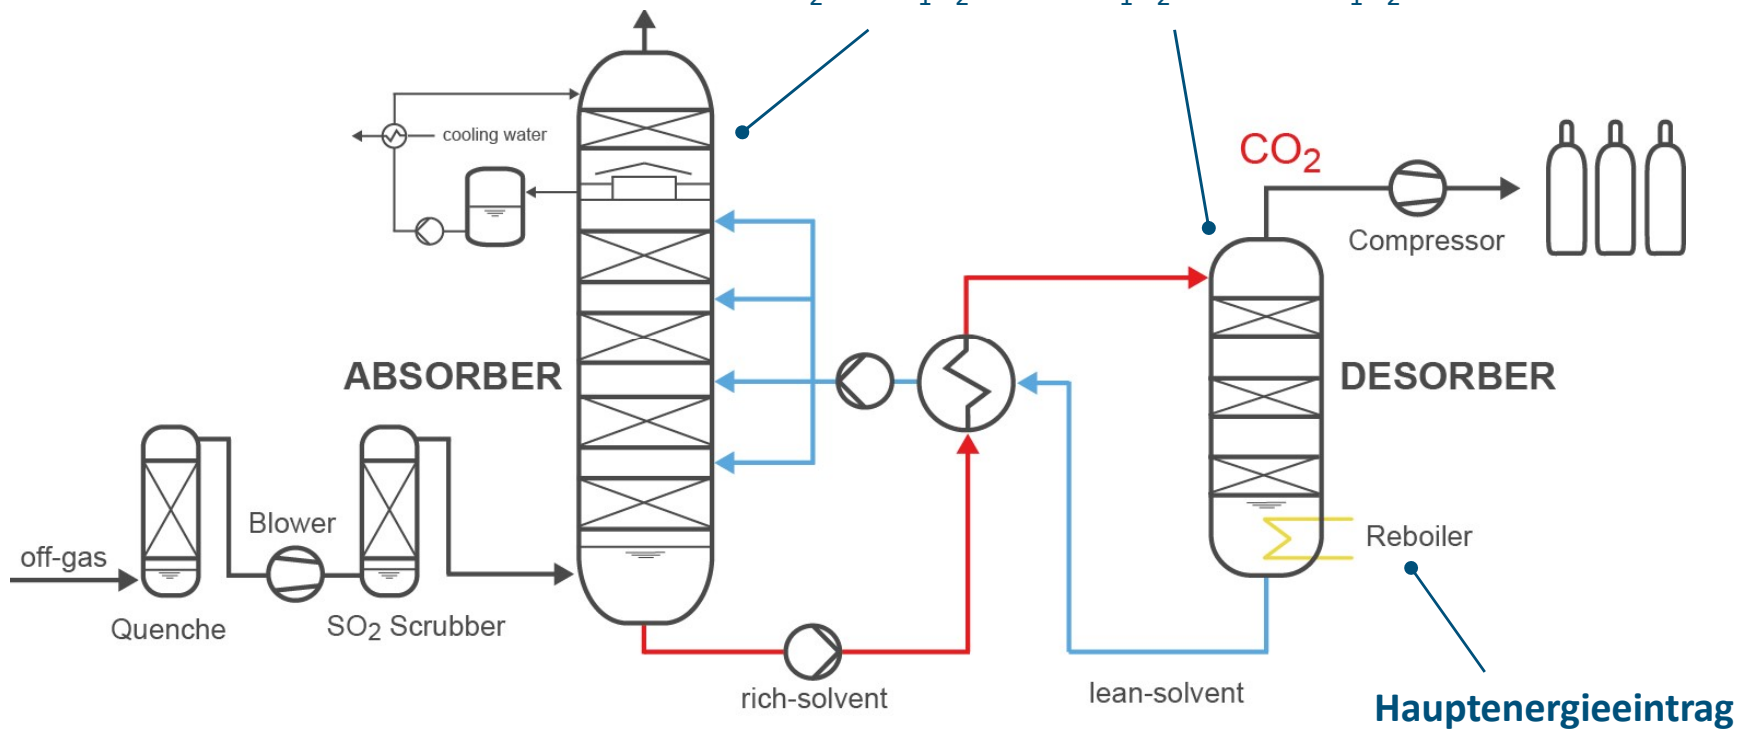 cooling water
CO₂
Compressor
ABSORBER
DESORBER
Blower
off-gas
Reboiler
Quenche
SO₂ Scrubber
rich-solvent
lean-solvent
Hauptenergieeintrag